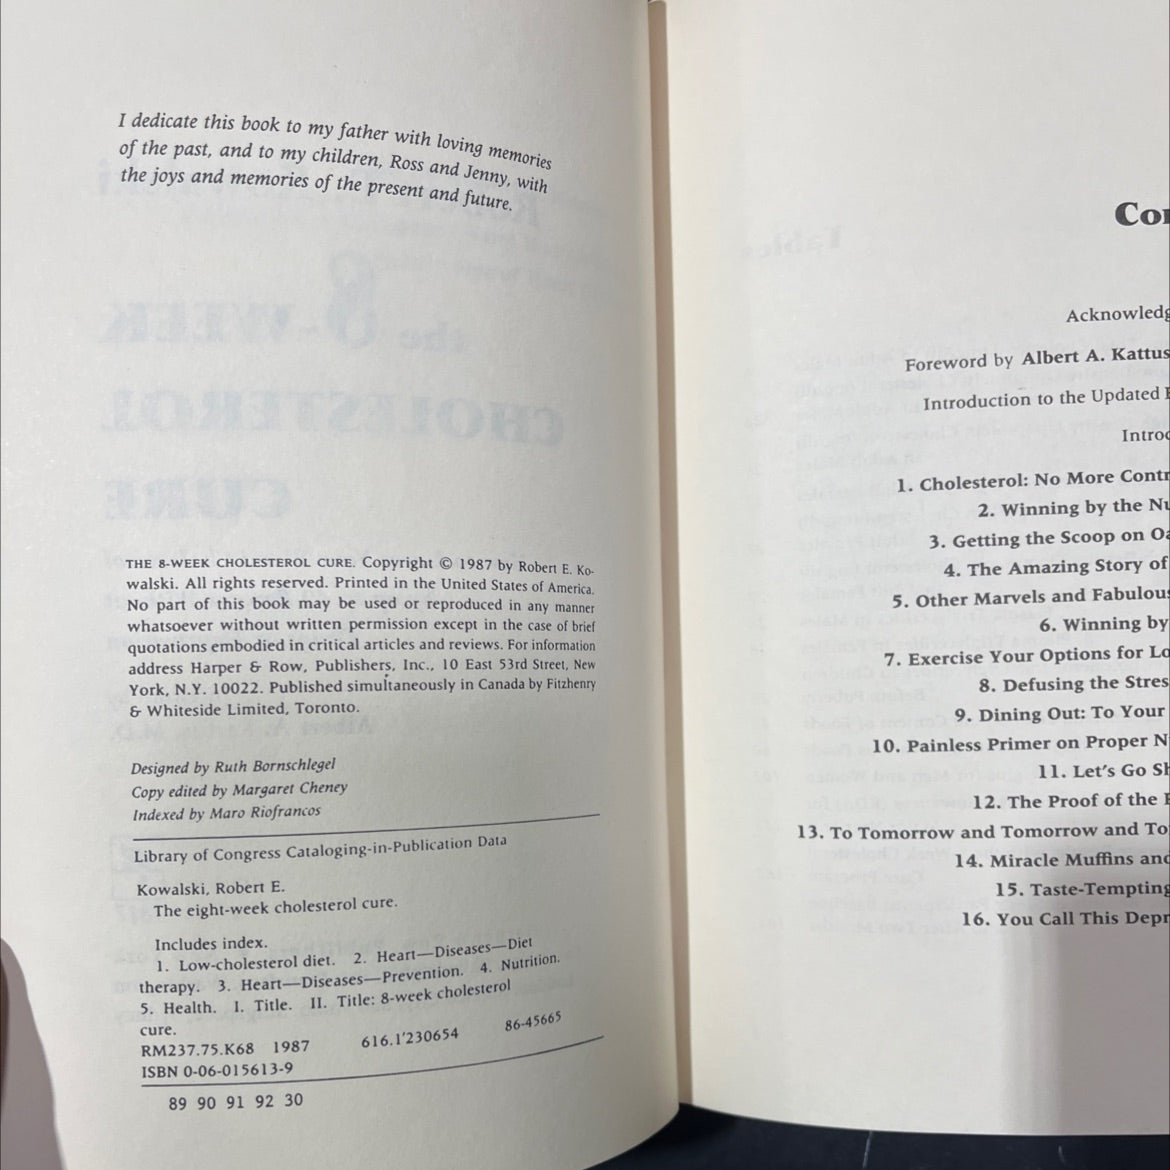 I dedicate this book to my father with loving memories
of the past, and to my children, Ross and Jenny, with
the joys and memories of the present and future.
THE 8-WEEK CHOLESTEROL CURE. Copyright © 1987 by Robert E. Ko-
walski. All rights reserved. Printed in the United States of America.
No part of this book may be used or reproduced in any manner
whatsoever without written permission except in the case of brief
quotations embodied in critical articles and reviews. For information
address Harper & Row, Publishers, Inc., 10 East 53rd Street, New
York, N.Y. 10022. Published simultaneously in Canada by Fitzhenry
& Whiteside Limited, Toronto.
Designed by Ruth Bornschlegel
Copy edited by Margaret Cheney
Indexed by Maro Riofrancos
Library of Congress Cataloging-in-Publication Data
Kowalski, Robert E.
The eight-week cholesterol cure.
Includes index.
1. Low-cholesterol diet. 2. Heart—Diseases—Diet
therapy. 3. Heart—Diseases—Prevention. 4. Nutrition.
5. Health. I. Title. II. Title: 8-week cholesterol
cure.
RM237.75.K68 1987 616.1'230654 86-45665
ISBN 0-06-015613-9
89 90 91 92 30
Con
Acknowledg
Foreword by Albert A. Kattus
Introduction to the Updated E
Introd
1. Cholesterol: No More Contr
2. Winning by the Nu
3. Getting the Scoop on Oa
4. The Amazing Story of
5. Other Marvels and Fabulous
6. Winning by
7. Exercise Your Options for Lo
8. Defusing the Stres
9. Dining Out: To Your
10. Painless Primer on Proper N
11. Let's Go Sh
12. The Proof of the P
13. To Tomorrow and Tomorrow and To
14. Miracle Muffins and
15. Taste-Tempting
16. You Call This Depr